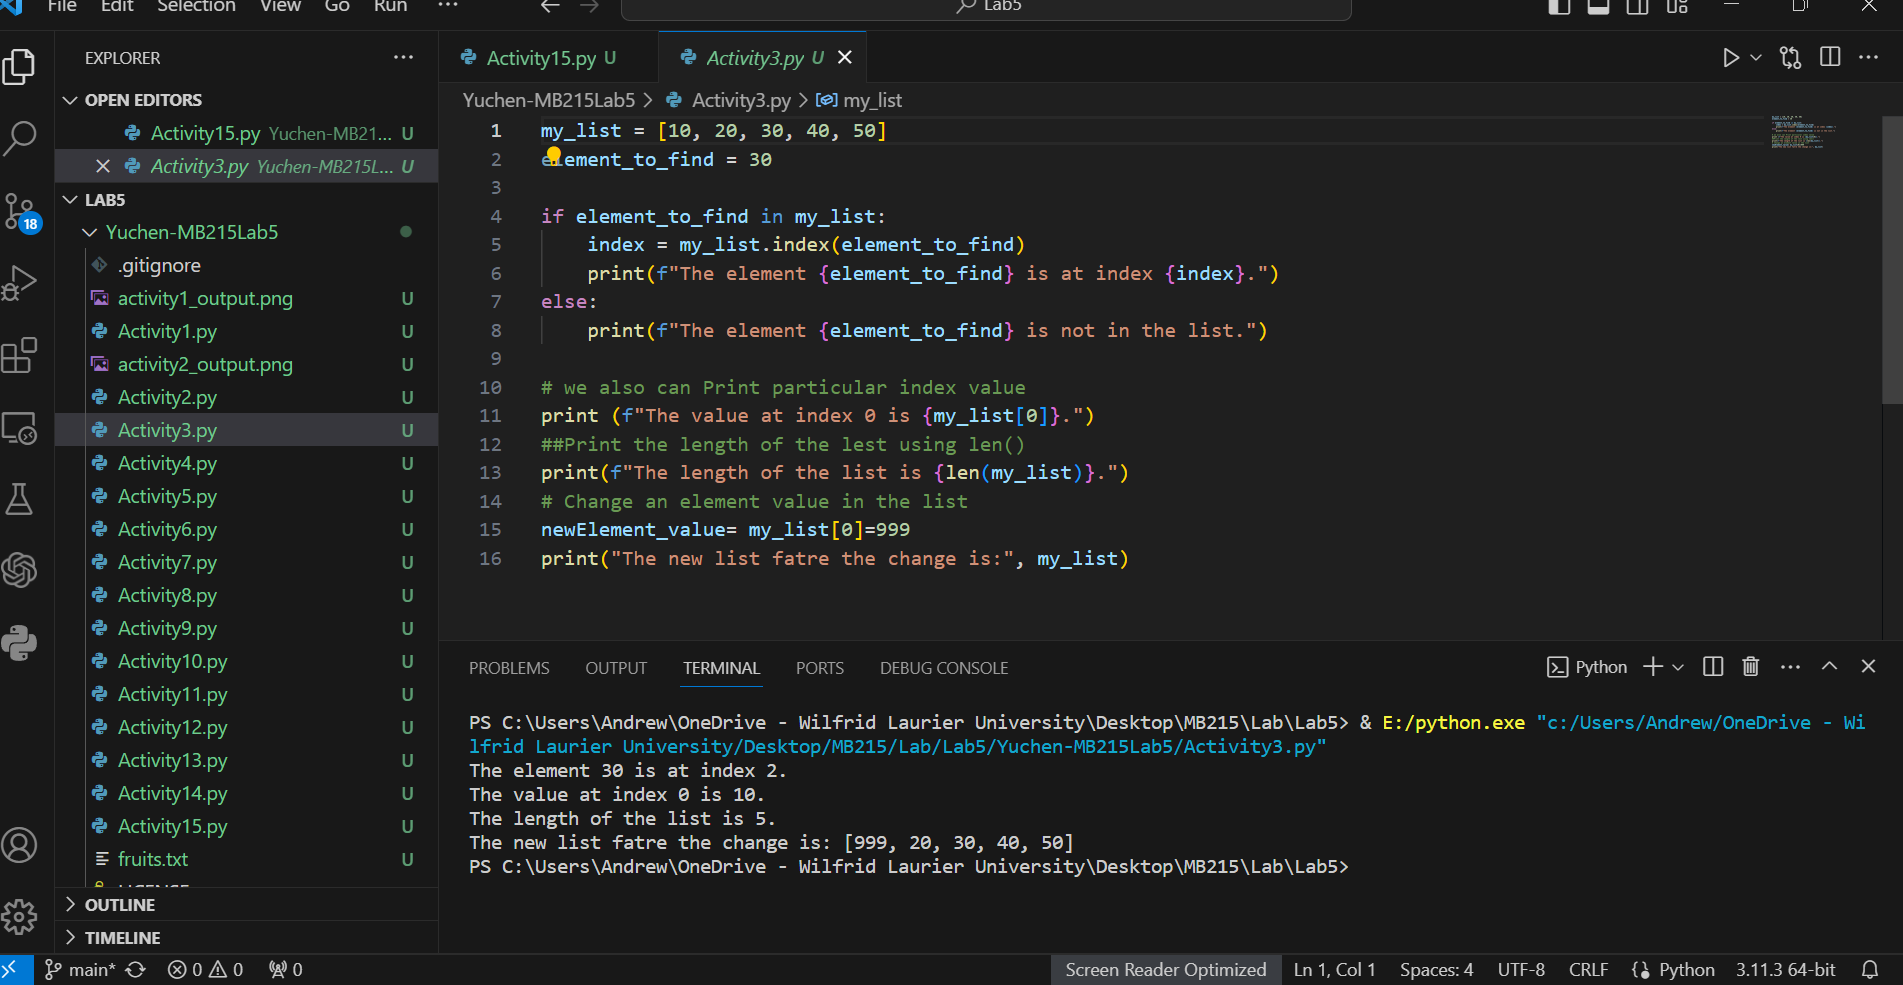 File Edit Selection View Go Run ··· Lab5
EXPLORER ···
OPEN EDITORS
Activity15.py Yuchen-MB21... U
Activity3.py Yuchen-MB215L... U
LAB5
Yuchen-MB215Lab5
.gitignore
activity1_output.png U
Activity1.py U
activity2_output.png U
Activity2.py U
Activity3.py U
Activity4.py U
Activity5.py U
Activity6.py U
Activity7.py U
Activity8.py U
Activity9.py U
Activity10.py U
Activity11.py U
Activity12.py U
Activity13.py U
Activity14.py U
Activity15.py U
fruits.txt U
OUTLINE
TIMELINE
18
Activity15.py U Activity3.py U
Yuchen-MB215Lab5 > Activity3.py > my_list
1 my_list = [10, 20, 30, 40, 50]
2 element_to_find = 30
3
4 if element_to_find in my_list:
5 index = my_list.index(element_to_find)
6 print(f"The element {element_to_find} is at index {index}.")
7 else:
8 print(f"The element {element_to_find} is not in the list.")
9
10 # we also can Print particular index value
11 print (f"The value at index 0 is {my_list[0]}.")
12 ##Print the length of the lest using len()
13 print(f"The length of the list is {len(my_list)}.")
14 # Change an element value in the list
15 newElement_value= my_list[0]=999
16 print("The new list fatre the change is:", my_list)
PROBLEMS OUTPUT TERMINAL PORTS DEBUG CONSOLE Python
PS C:\Users\Andrew\OneDrive - Wilfrid Laurier University\Desktop\MB215\Lab\Lab5> & E:/python.exe "c:/Users/Andrew/OneDrive - Wi
lfrid Laurier University/Desktop/MB215/Lab/Lab5/Yuchen-MB215Lab5/Activity3.py"
The element 30 is at index 2.
The value at index 0 is 10.
The length of the list is 5.
The new list fatre the change is: [999, 20, 30, 40, 50]
PS C:\Users\Andrew\OneDrive - Wilfrid Laurier University\Desktop\MB215\Lab\Lab5>
main* 0 0 0 Screen Reader Optimized Ln 1, Col 1 Spaces: 4 UTF-8 CRLF Python 3.11.3 64-bit